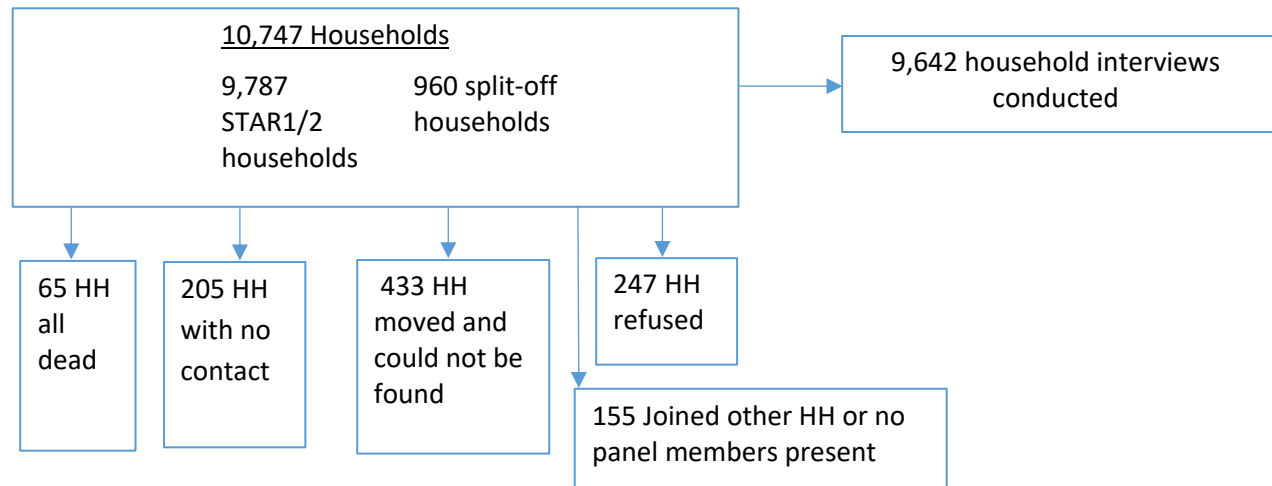 10,747 Households
9,787
STAR1/2
households
960 split-off
households
9,642 household interviews
conducted
65 HH
all
dead
205 HH
with no
contact
433 HH
moved and
could not be
found
247 HH
refused
155 Joined other HH or no
panel members present